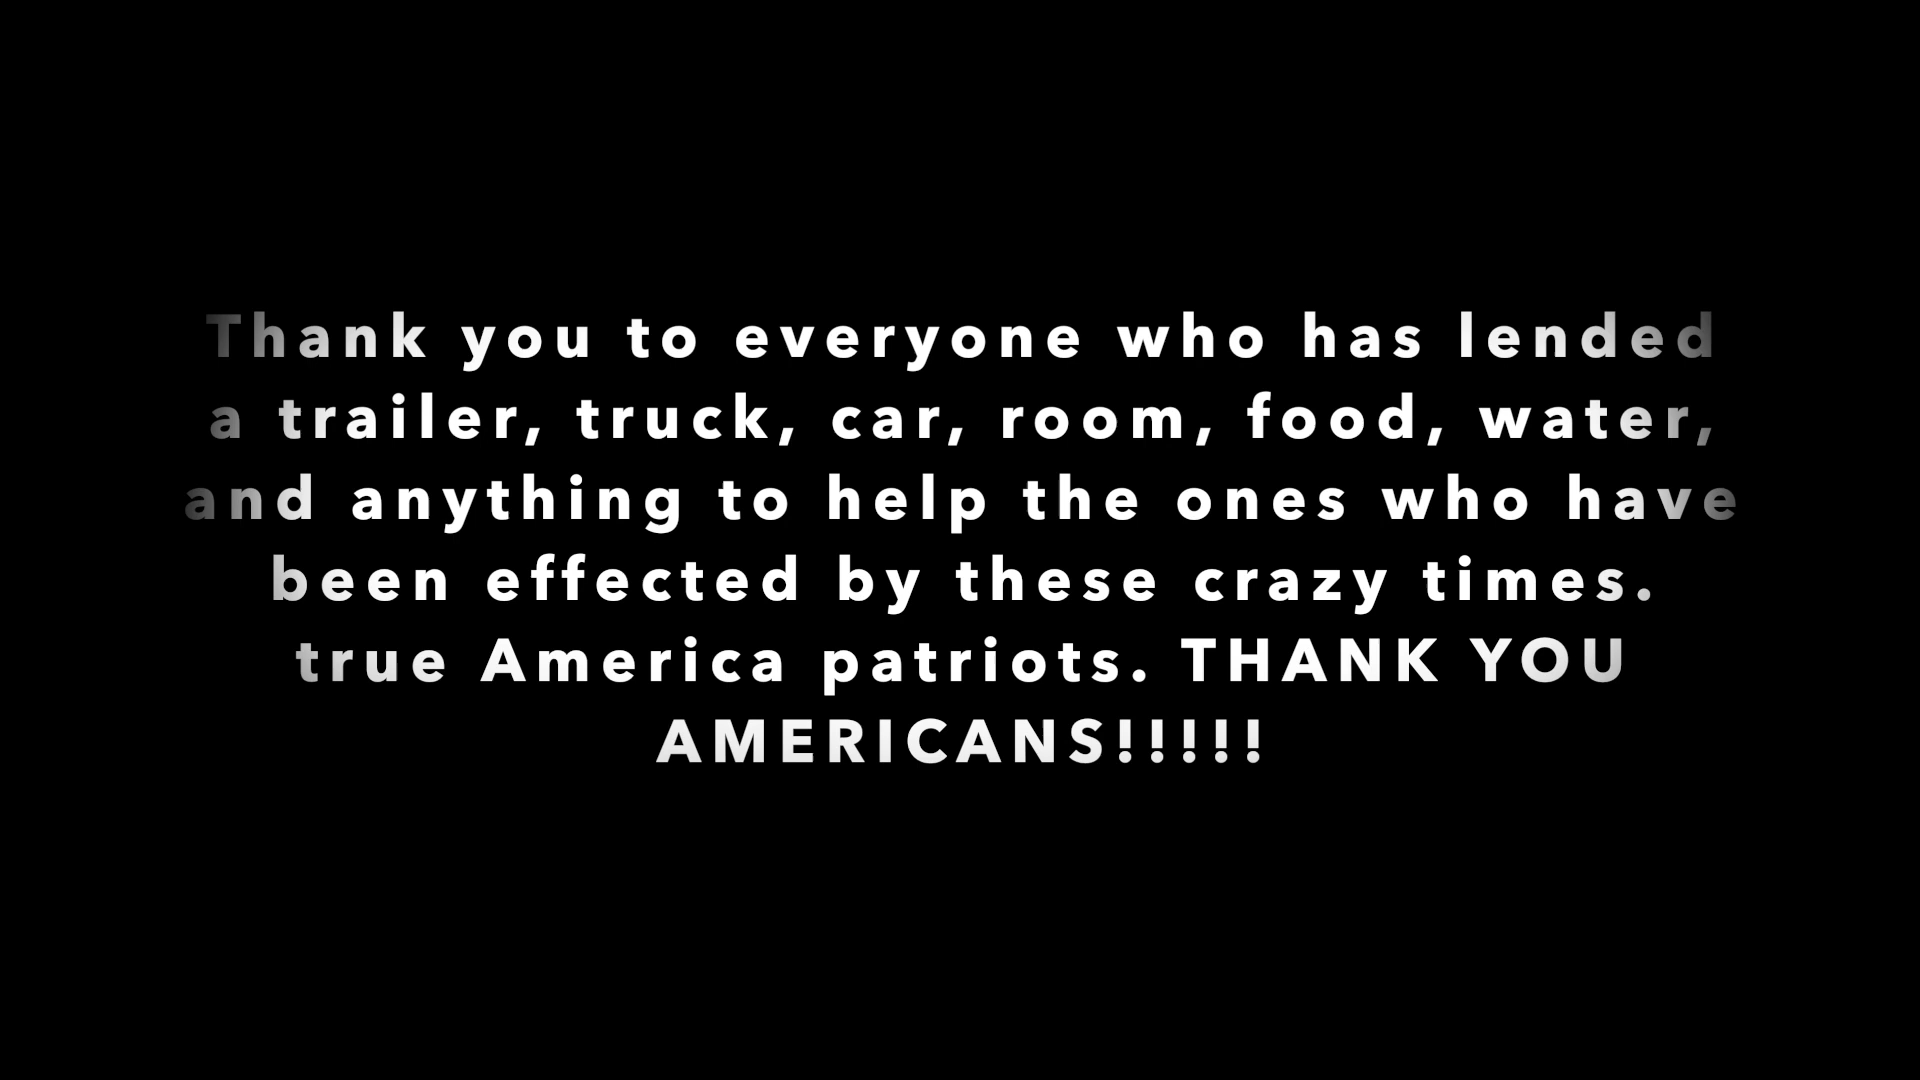 Thank you to everyone who has lended
a trailer, truck, car, room, food, water,
and anything to help the ones who have
been effected by these crazy times.
true America patriots. THANK YOU
AMERICANS!!!!!